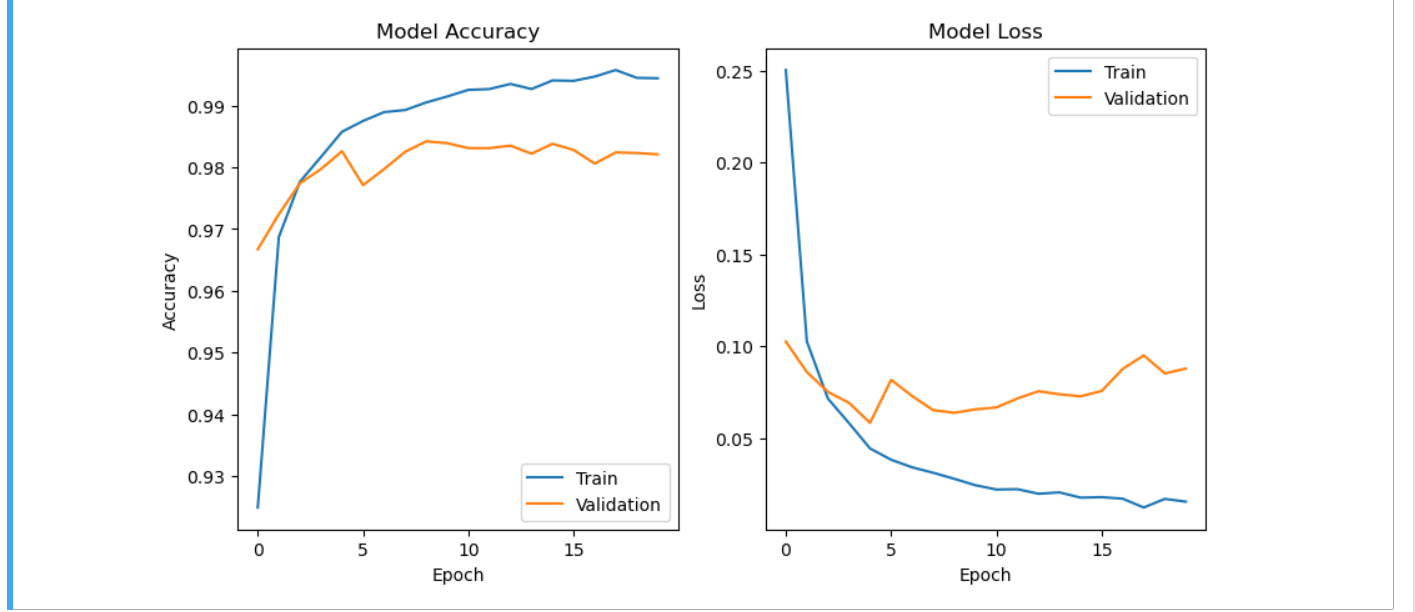 Model Accuracy
Accuracy
0.99
0.98
0.97
0.96
0.95
0.94
0.93
0
5
10
15
Epoch
Train
Validation
Model Loss
Loss
0.25
0.20
0.15
0.10
0.05
0
5
10
15
Epoch
Train
Validation